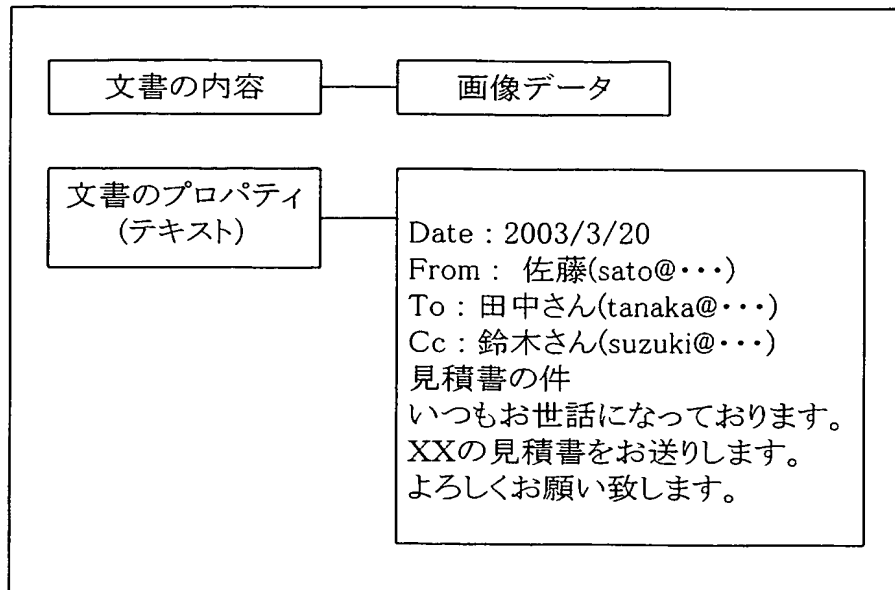 文書の内容
画像データ
文書のプロパティ
(テキスト)
Date : 2003/3/20
From : 佐藤(sato@・・・)
To : 田中さん(tanaka@・・・)
Cc : 鈴木さん(suzuki@・・・)
見積書の件
いつもお世話になっております。
XXの見積書をお送りします。
よろしくお願い致します。